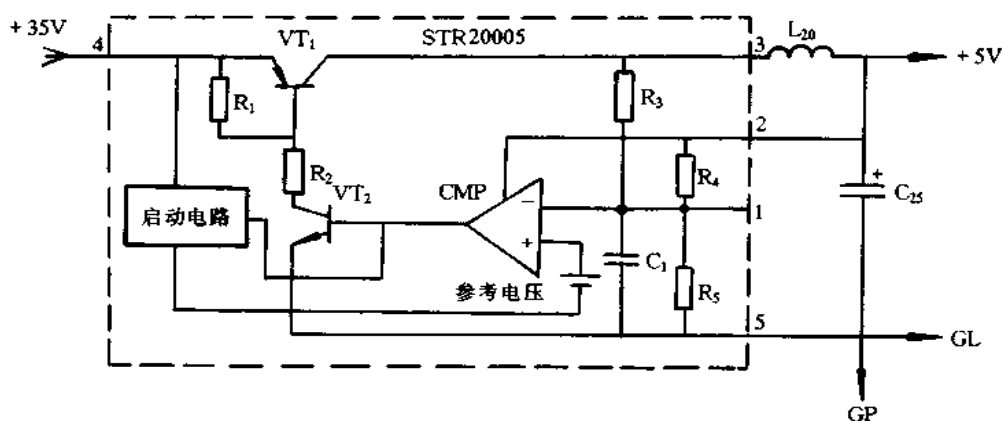 + 35V
4
VT₁
STR20005
3
L₂₀
+ 5V
R₁
R₃
2
R₂
VT₂
CMP
R₄
+
C₂₅
启动电路
−
1
+
C₁
参考电压
R₅
5
GL
GP